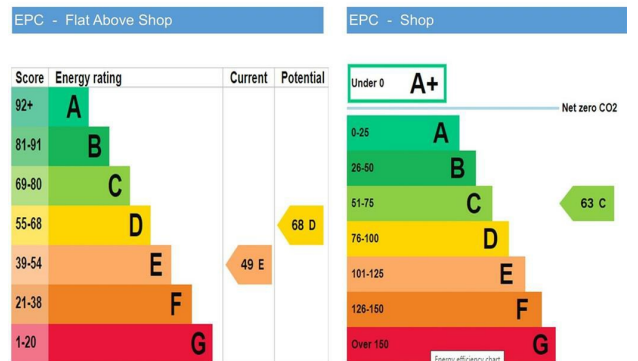 EPC - Flat Above Shop
Score Energy rating Current Potential
92+ A
81-91 B
69-80 C
55-68 D 68 D
39-54 E 49 E
21-38 F
1-20 G
EPC - Shop
Under 0 A+
Net zero CO2
0-25 A
26-50 B
51-75 C 63 C
76-100 D
101-125 E
126-150 F
Over 150 G
Energy efficiency chart